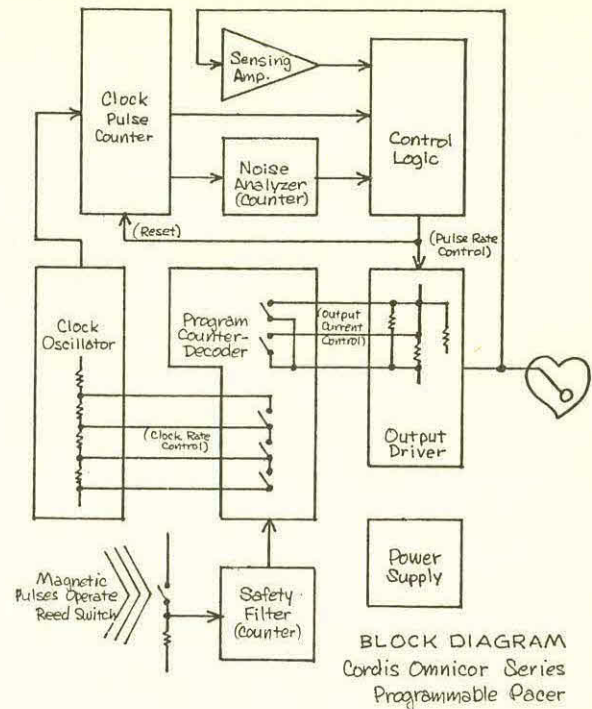 Sensing
Amp.
Clock
Pulse
Counter
Control
Logic
Noise
Analyzer
(Counter)
(Reset)
(Pulse Rate
Control)
Clock
Oscillator
Program
Counter-
Decoder
(Output
Current
Control)
(Clock Rate
Control)
Output
Driver
Magnetic
Pulses Operate
Reed Switch
Safety
Filter
(Counter)
Power
Supply
BLOCK DIAGRAM
Cordis Omnicor Series
Programmable Pacer